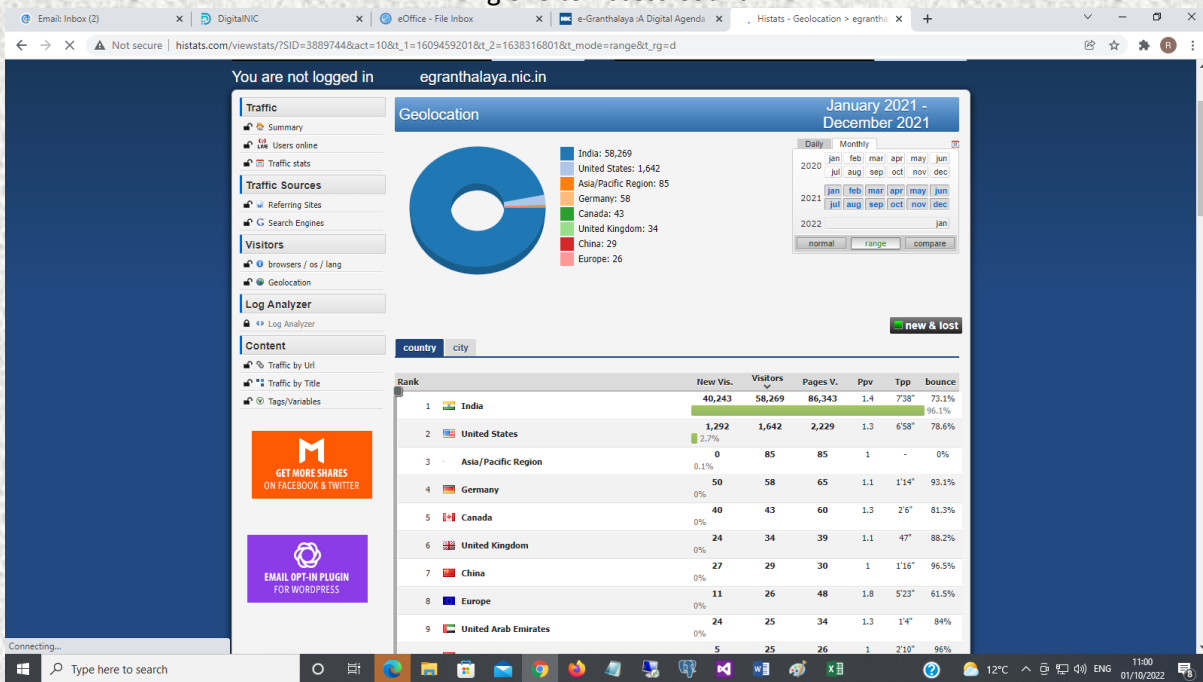 Email: Inbox (2)
DigitalNIC
eOffice - File Inbox
e-Granthalaya :A Digital Agenda
Histats - Geolocation > egrantha
Not secure | histats.com/viewstats/?SID=3889744&act=10&t_1=1609459201&t_2=1638316801&t_mode=range&t_rg=d
R
You are not logged in egranthalaya.nic.in
Traffic
Summary
Users online
Traffic stats
Traffic Sources
Referring Sites
Search Engines
Visitors
browsers / os / lang
Geolocation
Log Analyzer
Log Analyzer
Content
Traffic by Url
Traffic by Title
Tags/Variables
GET MORE SHARES
ON FACEBOOK & TWITTER
EMAIL OPT-IN PLUGIN
FOR WORDPRESS
Geolocation
January 2021 -
December 2021
India: 58,269
United States: 1,642
Asia/Pacific Region: 85
Germany: 58
Canada: 43
United Kingdom: 34
China: 29
Europe: 26
Daily Monthly
2020 jan feb mar apr may jun
jul aug sep oct nov dec
2021 jan feb mar apr may jun
jul aug sep oct nov dec
2022 jan
normal range compare
new & lost
country city
Rank New Vis. Visitors Pages V. Ppv Tpp bounce
1 India 40,243 58,269 86,343 1.4 7'38" 73.1%
96.1%
2 United States 1,292 1,642 2,229 1.3 6'58" 78.6%
2.7%
3 Asia/Pacific Region 0 85 85 1 - 0%
0.1%
4 Germany 50 58 65 1.1 1'14" 93.1%
0%
5 Canada 40 43 60 1.3 2'6" 81.3%
0%
6 United Kingdom 24 34 39 1.1 47" 88.2%
0%
7 China 27 29 30 1 1'16" 96.5%
0%
8 Europe 11 26 48 1.8 5'23" 61.5%
0%
9 United Arab Emirates 24 25 34 1.3 1'4" 84%
0%
5 25 26 1 2'10" 96%
Connecting...
Type here to search
12°C ENG 11:00
01/10/2022